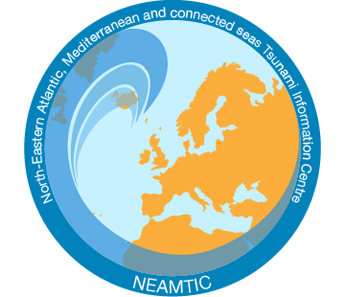 North-Eastern Atlantic, Mediterranean and connected seas Tsunami Information Centre
NEAMTIC